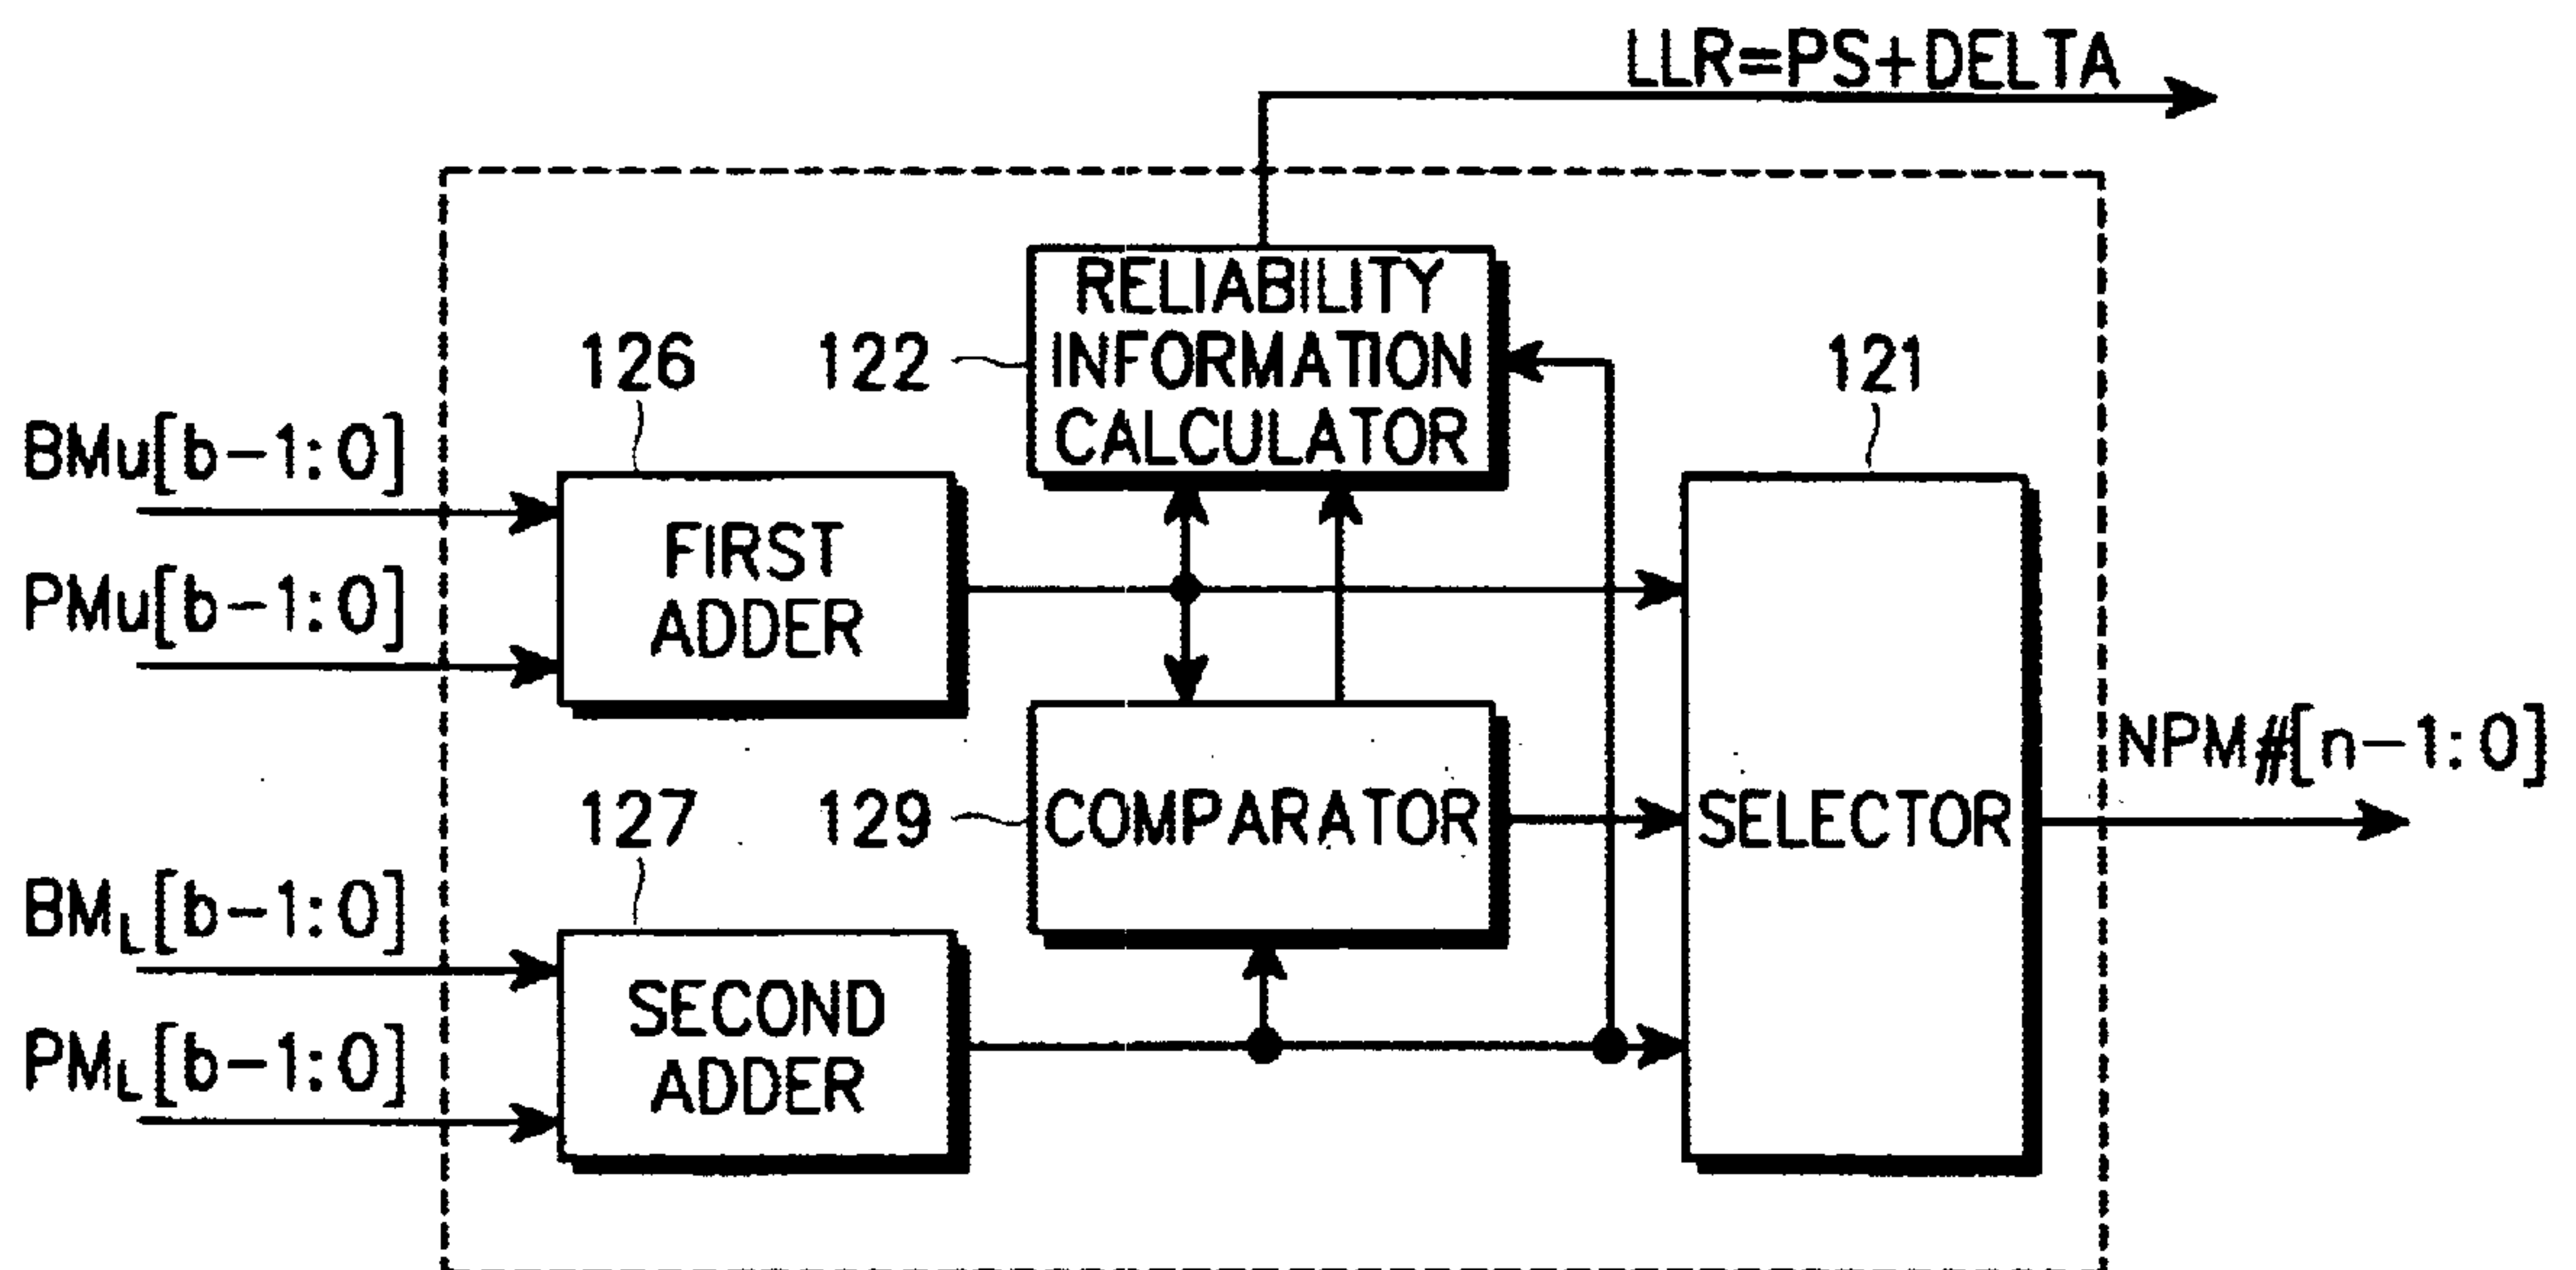 LLR=PS+DELTA
RELIABILITY
INFORMATION
CALCULATOR
126
122
121
BMu[b-1:0]
PMu[b-1:0]
FIRST
ADDER
NPM#[n-1:0]
127
129
COMPARATOR
SELECTOR
BML[b-1:0]
PML[b-1:0]
SECOND
ADDER